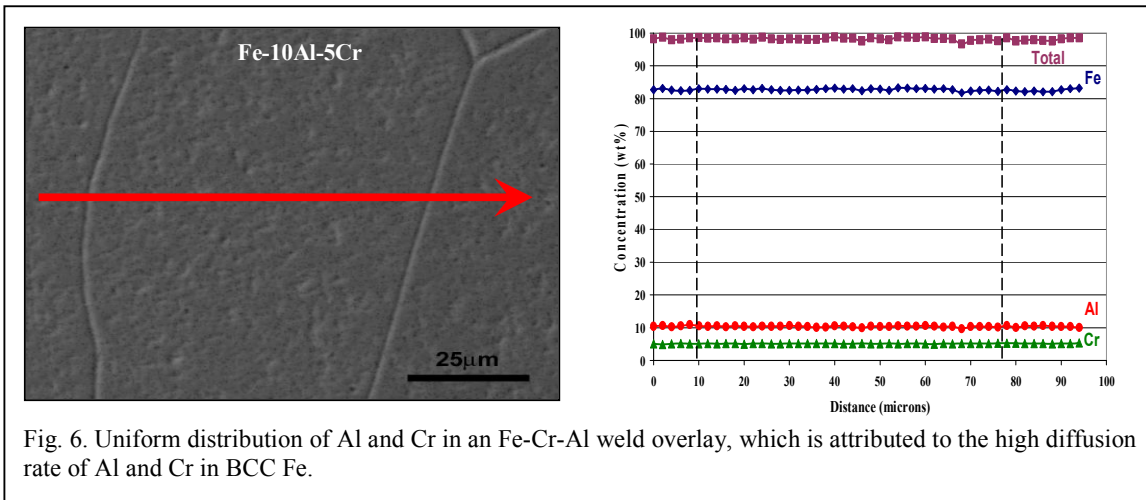 Fe-10Al-5Cr
25μm
100
90
80
70
60
50
40
30
20
10
0
Concentration (wt%)
Total
Fe
Al
Cr
0 10 20 30 40 50 60 70 80 90 100
Distance (microns)
Fig. 6. Uniform distribution of Al and Cr in an Fe-Cr-Al weld overlay, which is attributed to the high diffusion
rate of Al and Cr in BCC Fe.